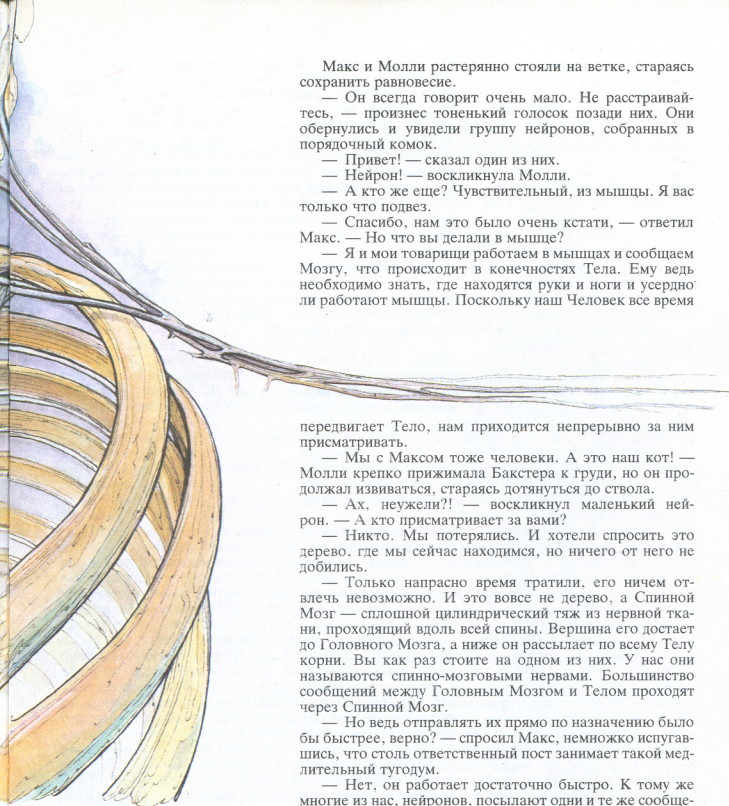 Макс и Молли растерянно стояли на ветке, стараясь
сохранить равновесие.
— Он всегда говорит очень мало. Не расстраивай-
тесь, — произнес тоненький голосок позади них. Они
обернулись и увидели группу нейронов, собранных в
порядочный комок.
— Привет! — сказал один из них.
— Нейрон! — воскликнула Молли.
— А кто же еще? Чувствительный, из мышцы. Я вас
только что подвез.
— Спасибо, нам это было очень кстати, — ответил
Макс. — Но что вы делали в мышце?
— Я и мои товарищи работаем в мышцах и сообщаем
Мозгу, что происходит в конечностях Тела. Ему ведь
необходимо знать, где находятся руки и ноги и усердно
ли работают мышцы. Поскольку наш Человек все время
передвигает Тело, нам приходится непрерывно за ним
присматривать.
— Мы с Максом тоже человеки. А это наш кот! —
Молли крепко прижимала Бакстера к груди, но он про-
должал извиваться, стараясь дотянуться до ствола.
— Ах, неужели?! — воскликнул маленький ней-
рон. — А кто присматривает за вами?
— Никто. Мы потерялись. И хотели спросить это
дерево, где мы сейчас находимся, но ничего от него не
добились.
— Только напрасно время тратили, его ничем от-
влечь невозможно. И это вовсе не дерево, а Спинной
Мозг — сплошной цилиндрический тяж из нервной тка-
ни, проходящий вдоль всей спины. Вершина его достает
до Головного Мозга, а ниже он рассылает по всему Телу
корни. Вы как раз стоите на одном из них. У нас они
называются спинно-мозговыми нервами. Большинство
сообщений между Головным Мозгом и Телом проходят
через Спинной Мозг.
— Но ведь отправлять их прямо по назначению было
бы быстрее, верно? — спросил Макс, немножко испугав-
шись, что столь ответственный пост занимает такой мед-
лительный тугодум.
— Нет, он работает достаточно быстро. К тому же
многие из нас, нейронов, посылают одни и те же сообще-